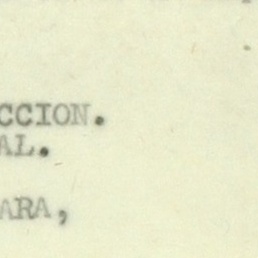 CCION.
AL.
ARA,